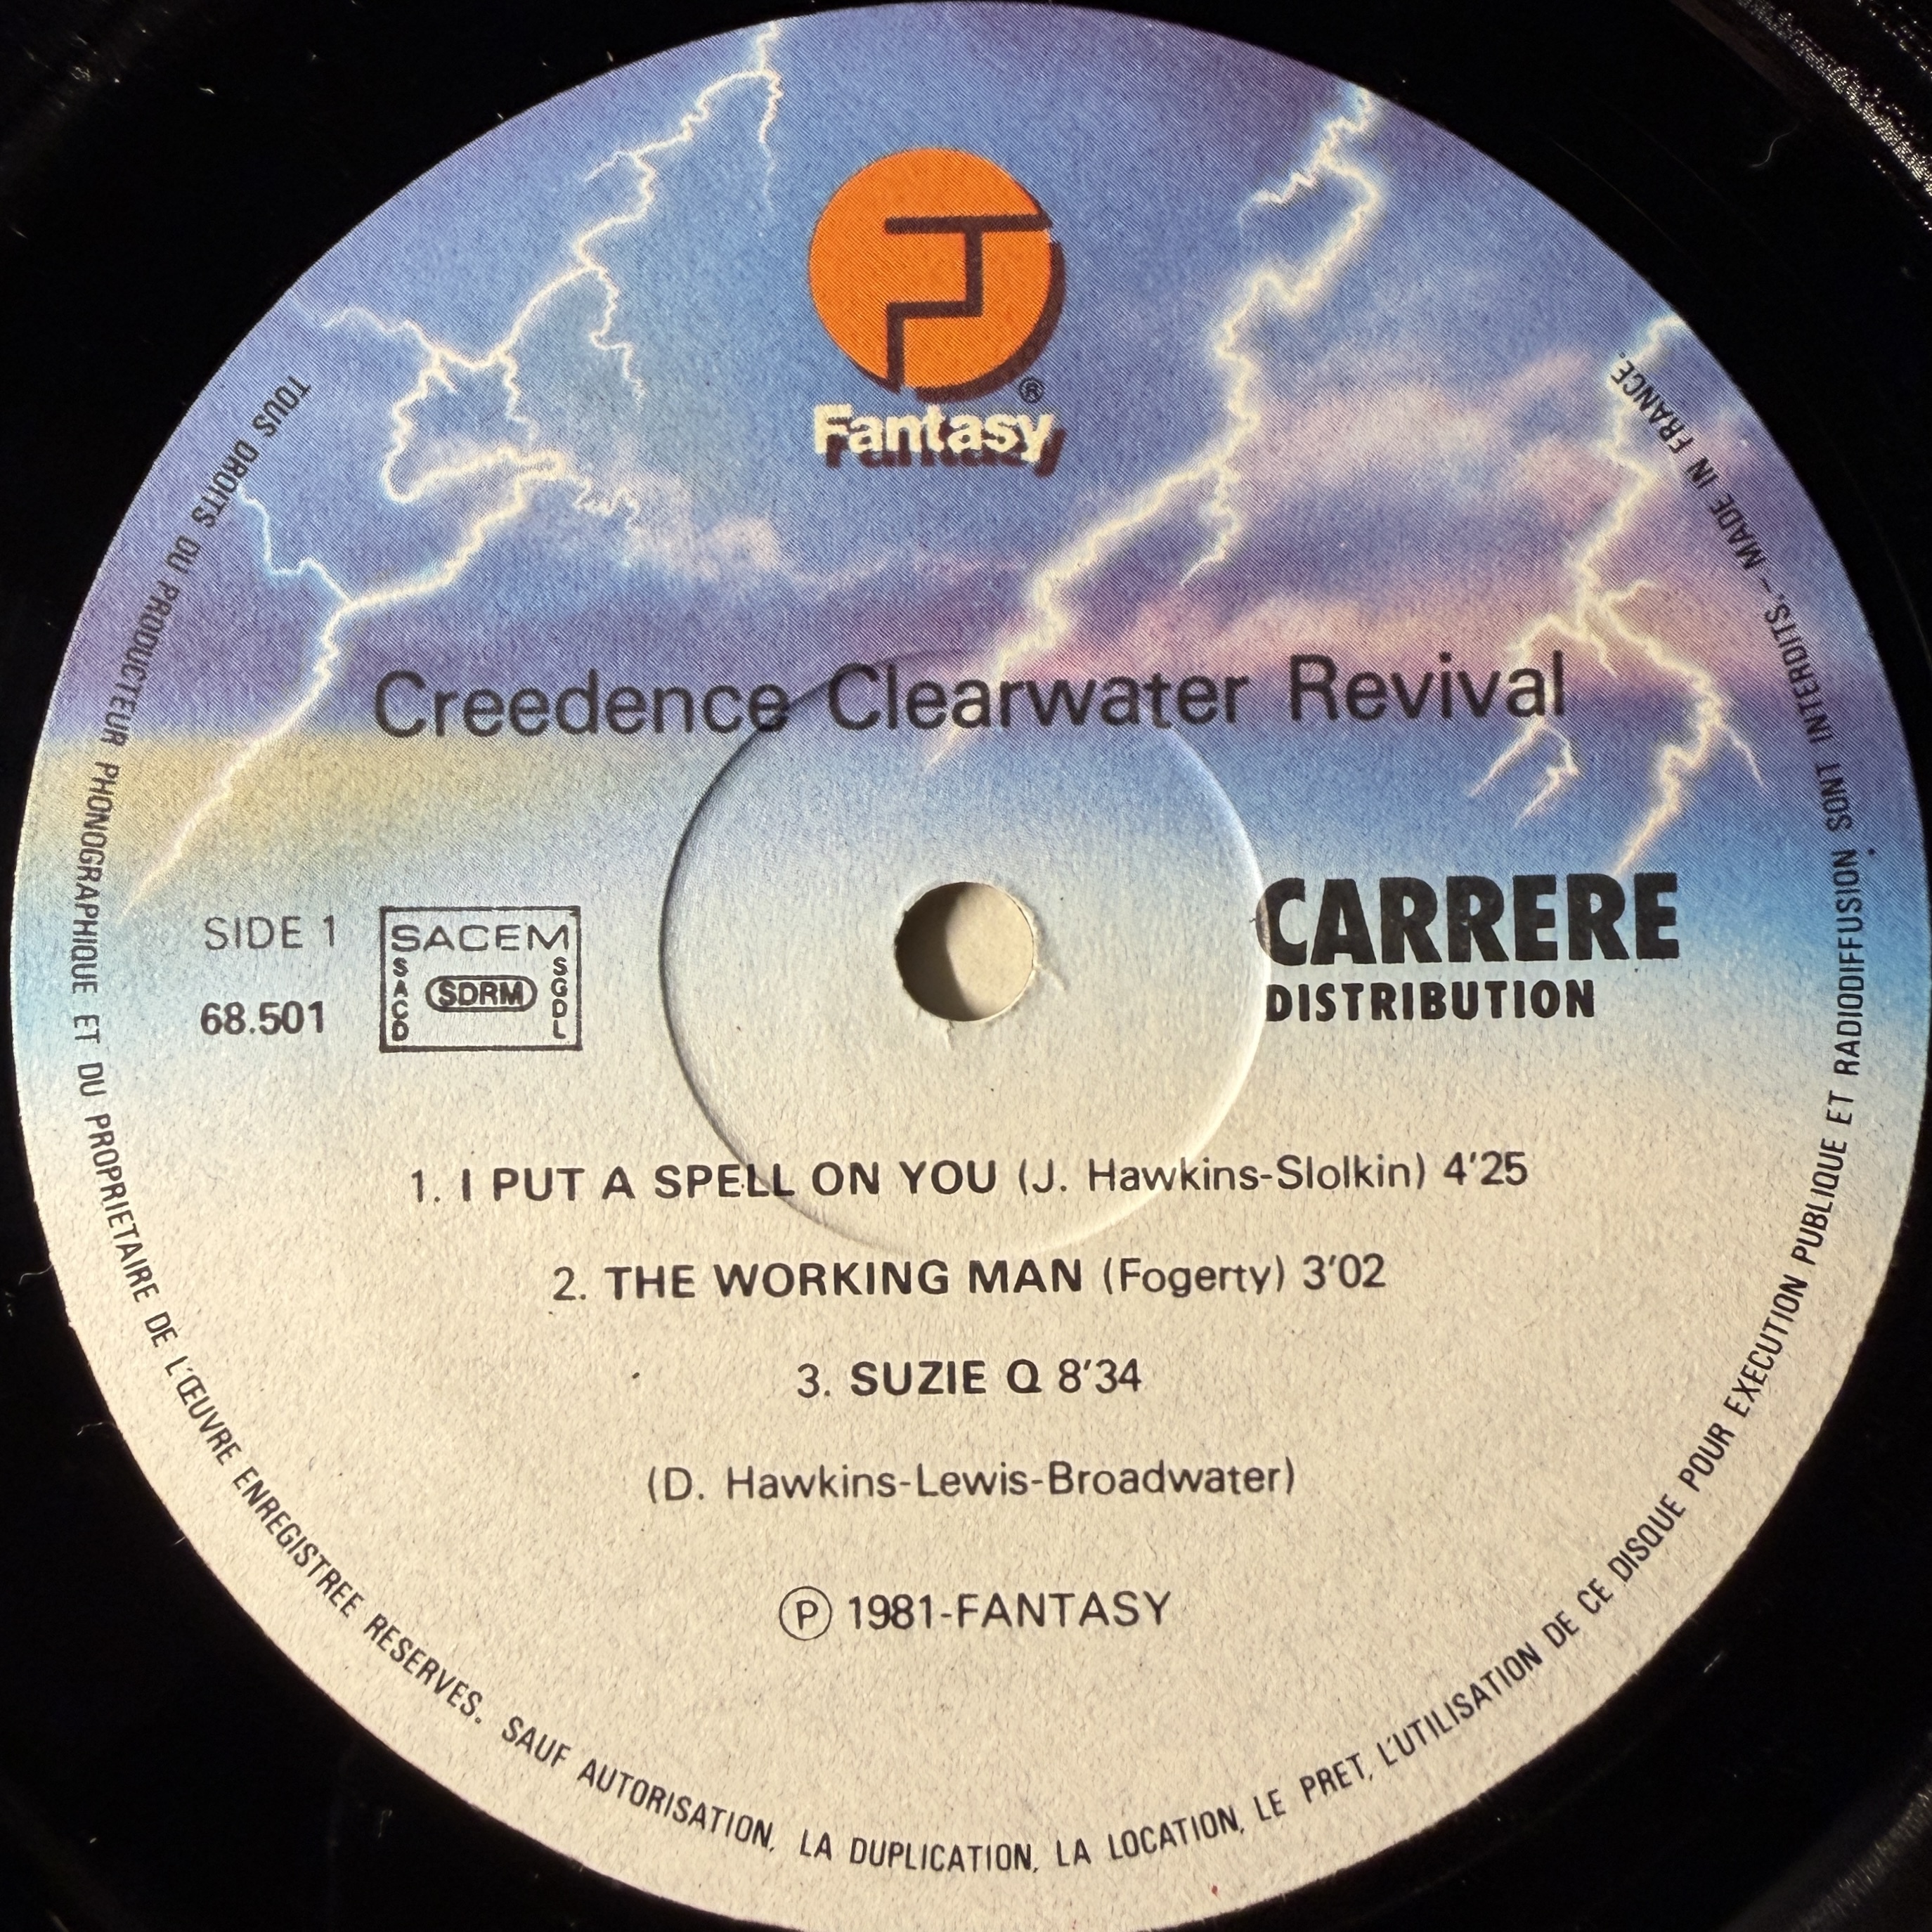 ®
Fantasy
Creedence Clearwater Revival
SIDE 1
68.501
SACEM
SACD
SDRM
SGDL
CARRERE
DISTRIBUTION
1. I PUT A SPELL ON YOU (J. Hawkins-Slolkin) 4'25
2. THE WORKING MAN (Fogerty) 3'02
3. SUZIE Q 8'34
(D. Hawkins-Lewis-Broadwater)
Ⓟ 1981-FANTASY
TOUS DROITS DU PRODUCTEUR PHONOGRAPHIQUE ET DU PROPRIETAIRE DE L'ŒUVRE ENREGISTREE RESERVES. SAUF AUTORISATION, LA DUPLICATION, LA LOCATION, LE PRET, L'UTILISATION DE CE DISQUE POUR EXECUTION PUBLIQUE ET RADIODIFFUSION SONT INTERDITS. - MADE IN FRANCE.